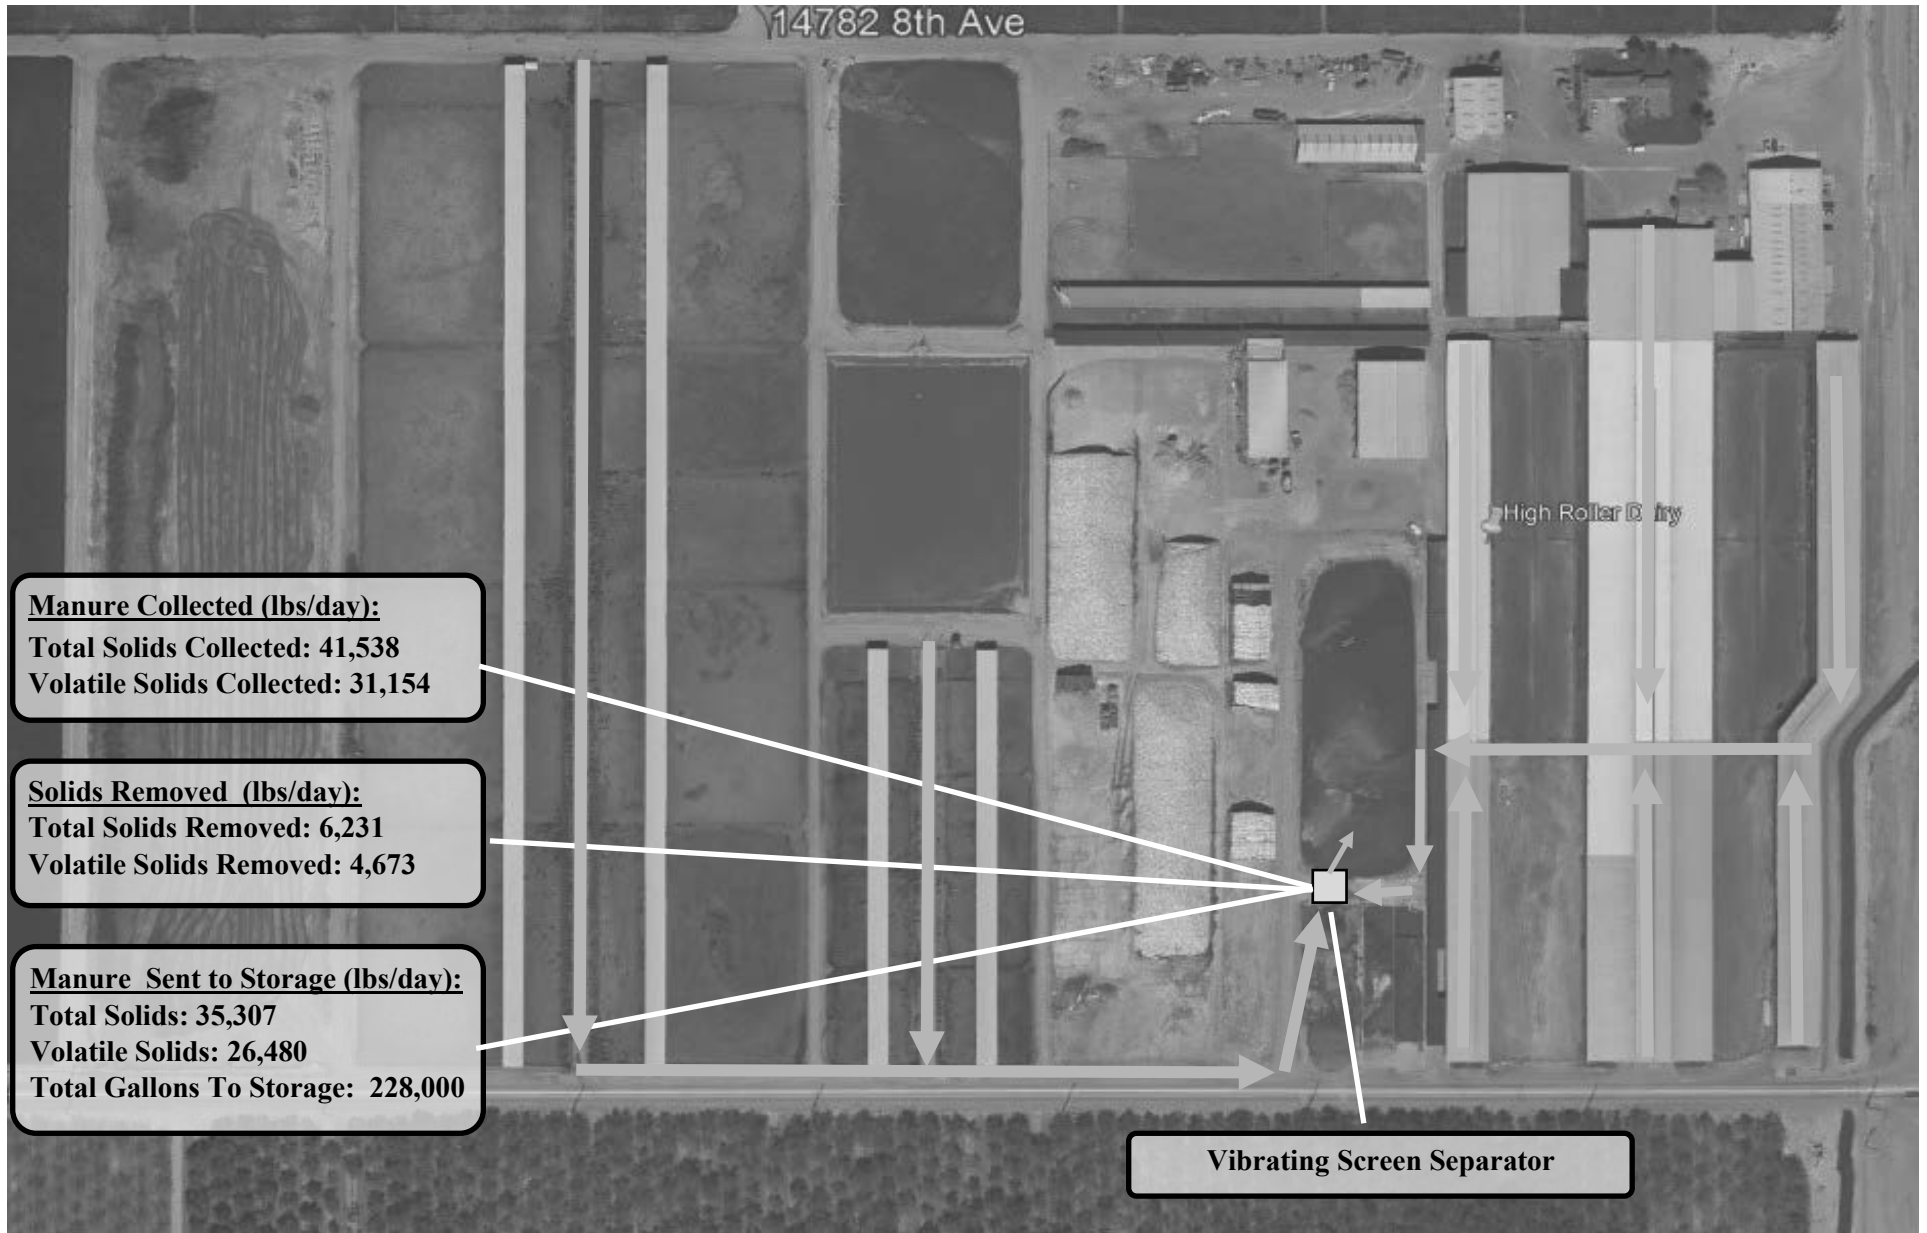 14782 8th Ave
High Roller Dairy
Manure Collected (lbs/day):
Total Solids Collected: 41,538
Volatile Solids Collected: 31,154
Solids Removed (lbs/day):
Total Solids Removed: 6,231
Volatile Solids Removed: 4,673
Manure Sent to Storage (lbs/day):
Total Solids: 35,307
Volatile Solids: 26,480
Total Gallons To Storage: 228,000
Vibrating Screen Separator